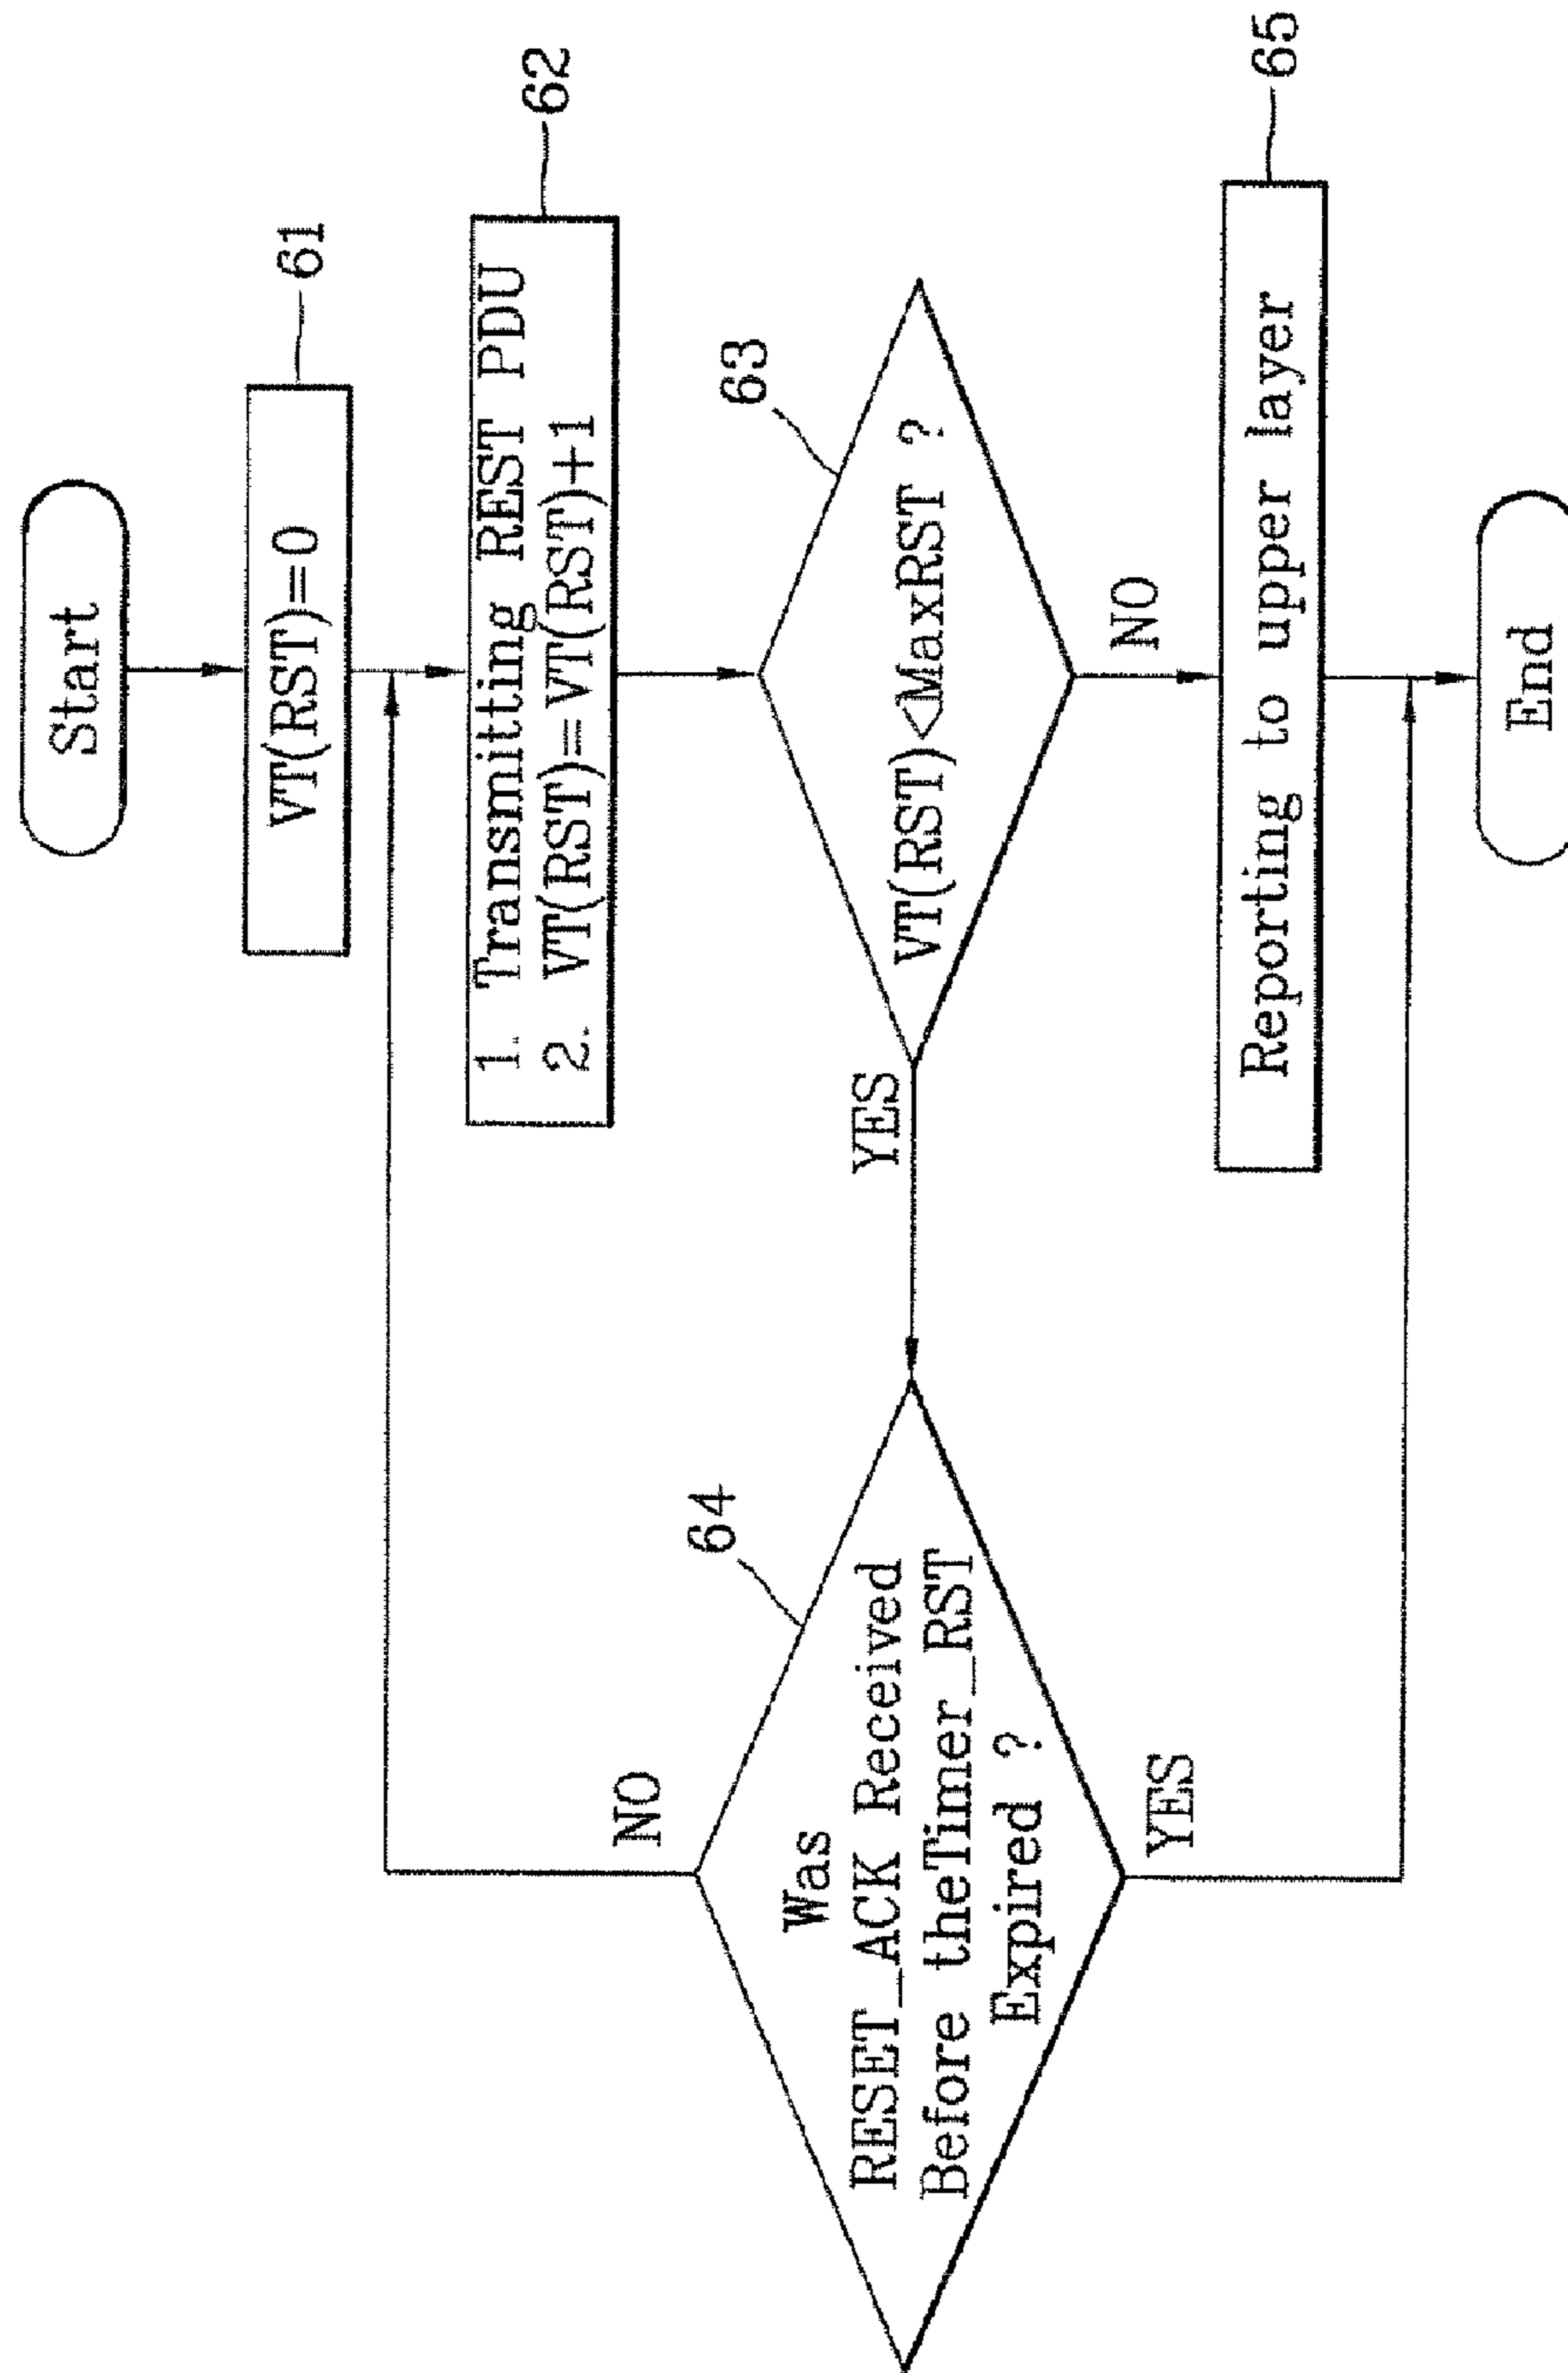 Start
VT(RST)=0
61
1. Transmitting REST PDU
2. VT(RST)=VT(RST)+1
62
VT(RST)<MaxRST ?
63
YES
NO
Was
RESET_ACK Received
Before theTimer_RST
Expired ?
64
NO
YES
Reporting to upper layer
65
End